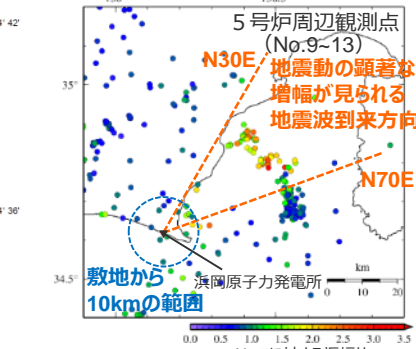 ５号炉周辺観測点
（No.9~13）
地震動の顕著な
増幅が見られる
地震波到来方向
N30E
N70E
35°
36'
34.5°
敷地から
10kmの範囲
浜岡原子力発電所
km
0 10 20
0.0 0.5 1.0 1.5 2.0 2.5 3.0 3.5